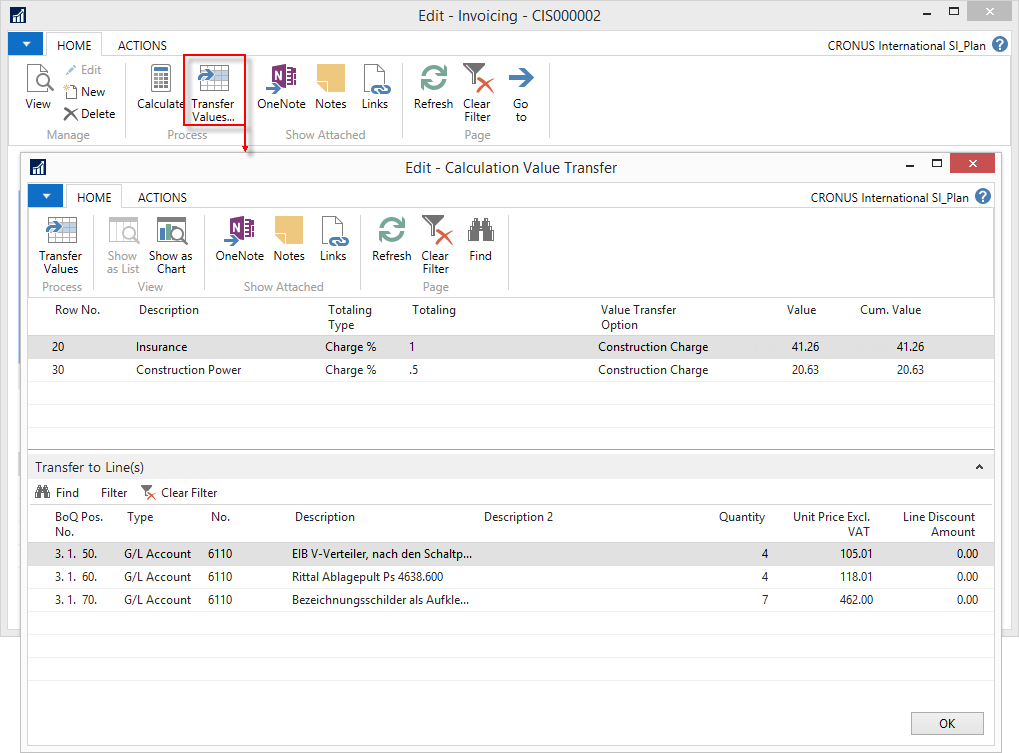 Edit - Invoicing - CIS000002
HOME ACTIONS CRONUS International SI_Plan ?
View Edit New Delete
Manage
Calculate Transfer Values...
Process
OneNote Notes Links
Show Attached
Refresh Clear Filter Go to
Page
Edit - Calculation Value Transfer
HOME ACTIONS CRONUS International SI_Plan ?
Transfer Values
Process
Show as List Show as Chart
View
OneNote Notes Links
Show Attached
Refresh Clear Filter Find
Page
Row No. Description Totaling Type Totaling Value Transfer Option Value Cum. Value
20 Insurance Charge % 1 Construction Charge 41.26 41.26
30 Construction Power Charge % .5 Construction Charge 20.63 20.63
Transfer to Line(s)
Find Filter Clear Filter
BoQ Pos. No. Type No. Description Description 2 Quantity Unit Price Excl. VAT Line Discount Amount
3. 1. 50. G/L Account 6110 EIB V-Verteiler, nach den Schaltp... 4 105.01 0.00
3. 1. 60. G/L Account 6110 Rittal Ablagepult Ps 4638.600 4 118.01 0.00
3. 1. 70. G/L Account 6110 Bezeichnungsschilder als Aufkle... 7 462.00 0.00
OK